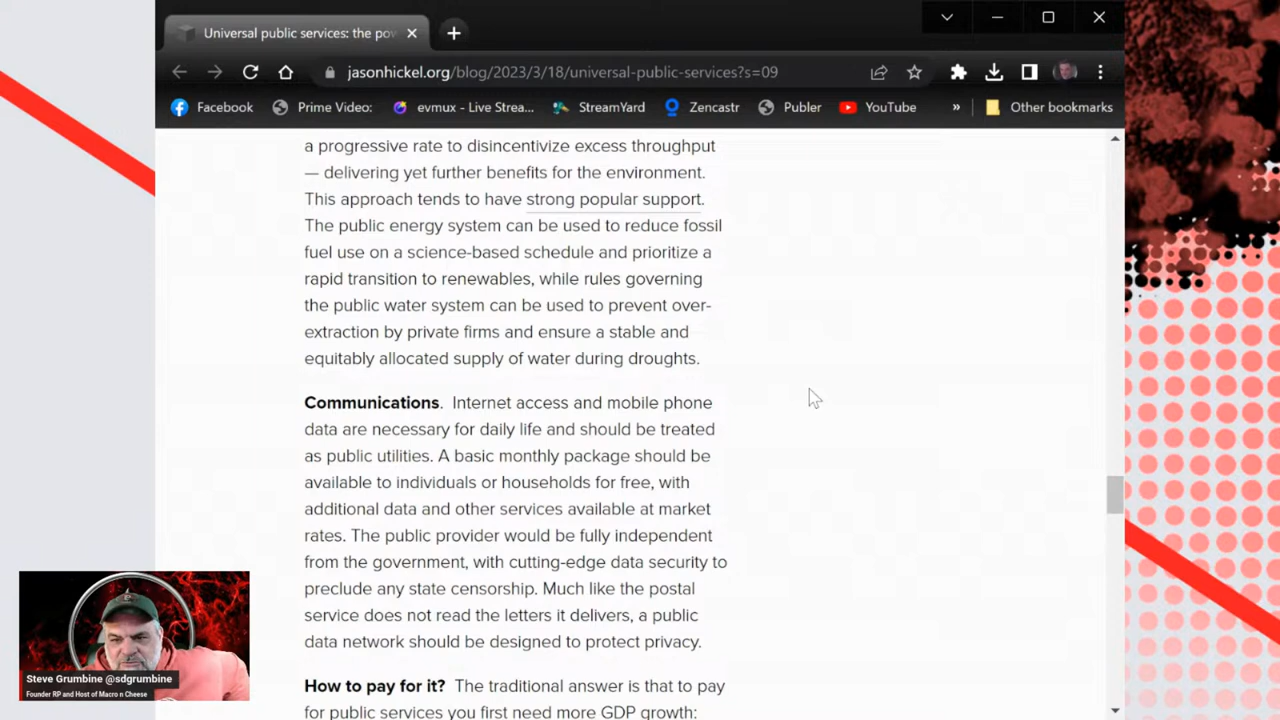 Universal public services: the pov
jasonhickel.org/blog/2023/3/18/universal-public-services?s=09
Facebook
Prime Video:
evmux - Live Strea...
StreamYard
Zencastr
Publer
YouTube
»
Other bookmarks
a progressive rate to disincentivize excess throughput
— delivering yet further benefits for the environment.
This approach tends to have strong popular support.
The public energy system can be used to reduce fossil
fuel use on a science-based schedule and prioritize a
rapid transition to renewables, while rules governing
the public water system can be used to prevent over-
extraction by private firms and ensure a stable and
equitably allocated supply of water during droughts.
Communications. Internet access and mobile phone
data are necessary for daily life and should be treated
as public utilities. A basic monthly package should be
available to individuals or households for free, with
additional data and other services available at market
rates. The public provider would be fully independent
from the government, with cutting-edge data security to
preclude any state censorship. Much like the postal
service does not read the letters it delivers, a public
data network should be designed to protect privacy.
How to pay for it? The traditional answer is that to pay
for public services you first need more GDP growth:
Steve Grumbine @sdgrumbine
Founder RP and Host of Macro n Cheese